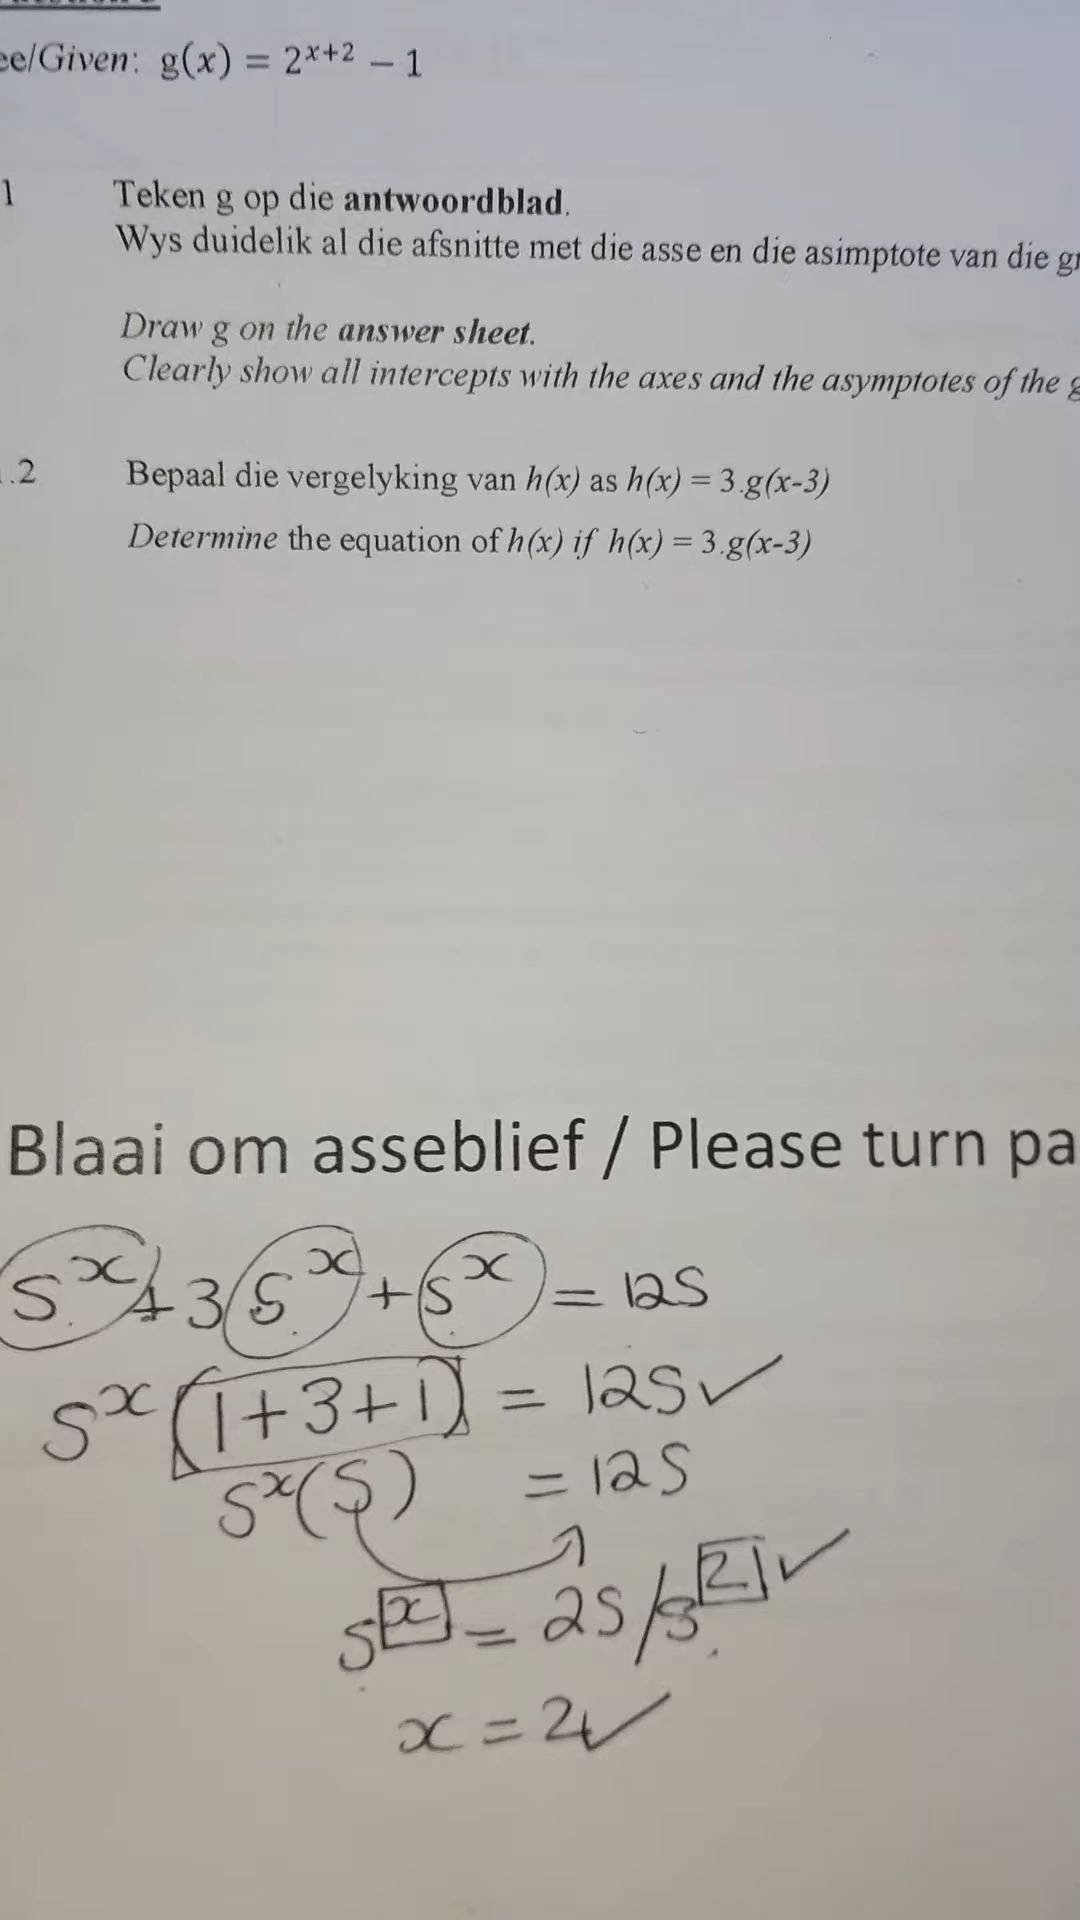 ee/Given: g(x) = 2^{x+2} − 1
1 Teken g op die antwoordblad.
Wys duidelik al die afsnitte met die asse en die asimptote van die gr
Draw g on the answer sheet.
Clearly show all intercepts with the axes and the asymptotes of the g
.2 Bepaal die vergelyking van h(x) as h(x) = 3.g(x-3)
Determine the equation of h(x) if h(x) = 3.g(x-3)
Blaai om asseblief / Please turn pa
5^x + 3 5^x + 5^x = 125
5^x (1+3+1) = 125 ✓
5^x (5) = 125
5^x = 25 / 5^2 ✓
x = 2 ✓